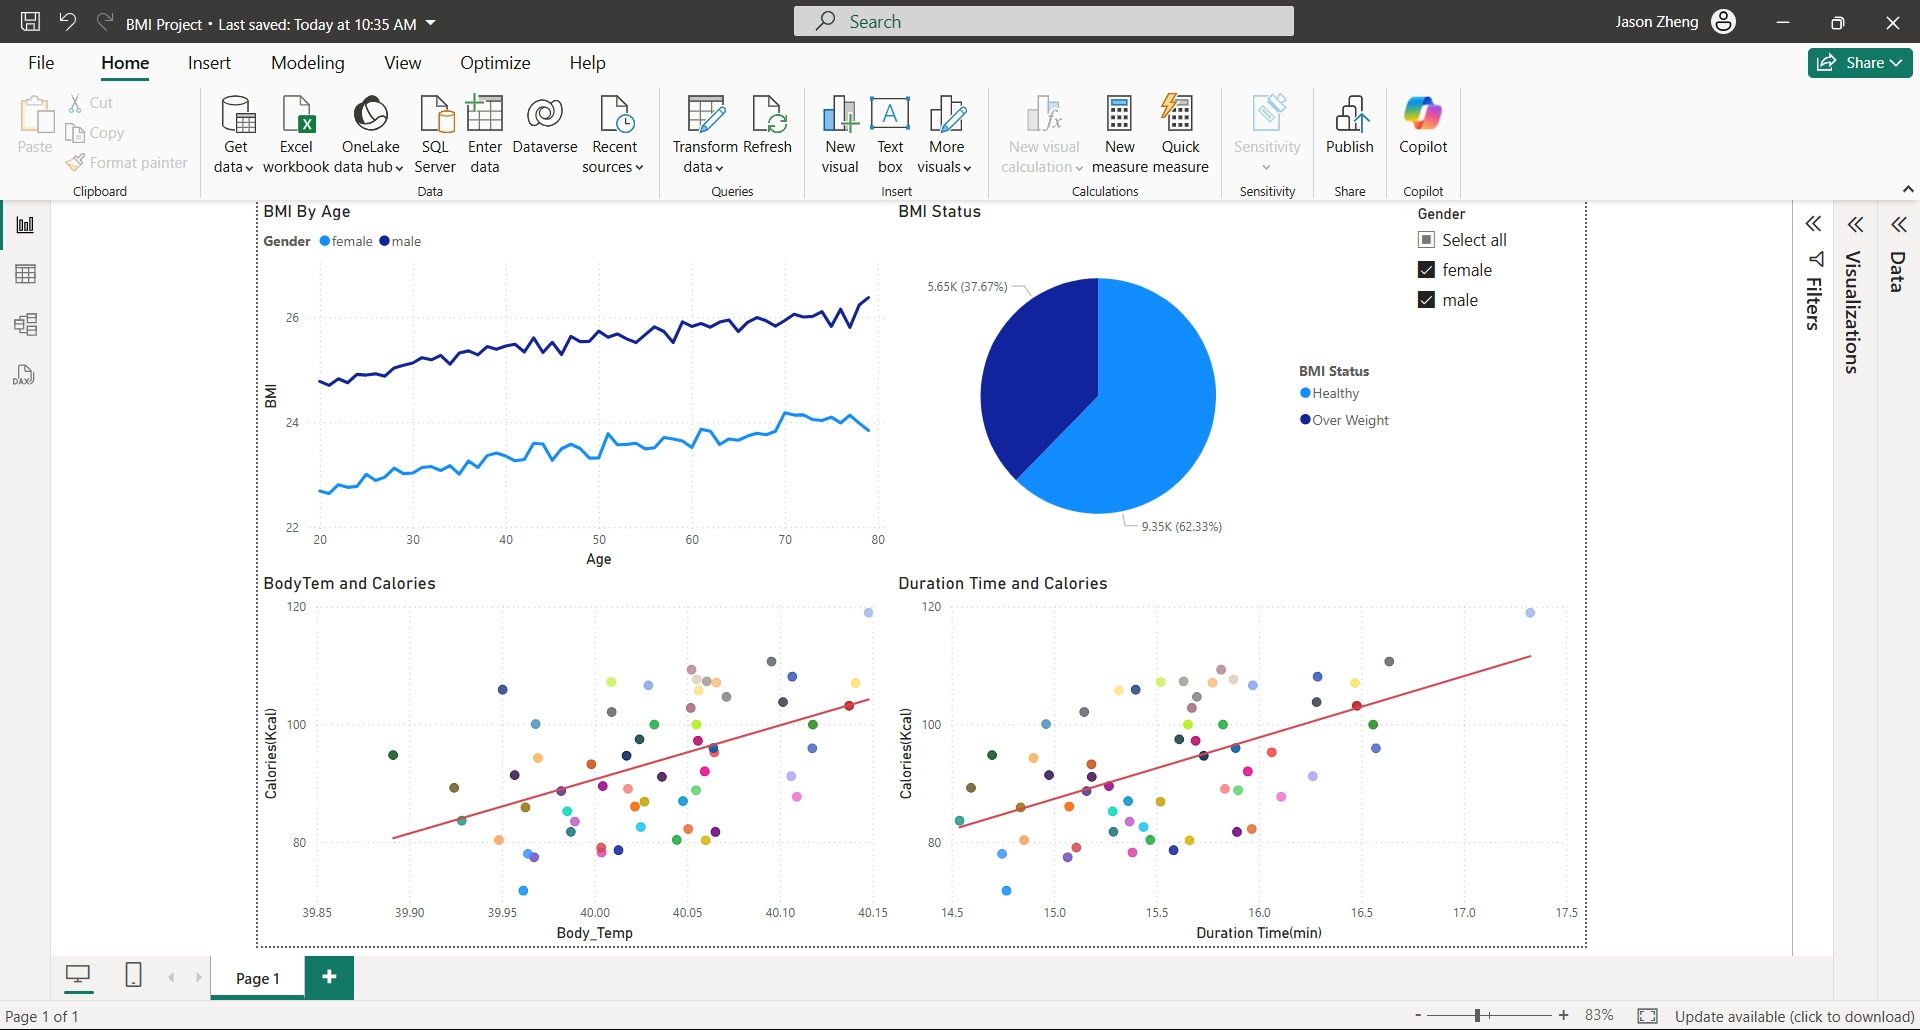 BMI Project • Last saved: Today at 10:35 AM
Search
Jason Zheng
File Home Insert Modeling View Optimize Help
Share
Paste
Cut
Copy
Format painter
Clipboard
Get data
Excel workbook
OneLake data hub
SQL Server
Enter data
Dataverse
Recent sources
Data
Transform data
Refresh
Queries
New visual
Text box
More visuals
Insert
New visual calculation
New measure
Quick measure
Calculations
Sensitivity
Sensitivity
Publish
Share
Copilot
Copilot
DAX
BMI By Age
Gender female male
BMI
26
24
22
20 30 40 50 60 70 80
Age
BMI Status
5.65K (37.67%)
9.35K (62.33%)
BMI Status
Healthy
Over Weight
Gender
Select all
female
male
Filters
Visualizations
Data
BodyTem and Calories
Calories(Kcal)
120
100
80
39.85 39.90 39.95 40.00 40.05 40.10 40.15
Body_Temp
Duration Time and Calories
Calories(Kcal)
120
100
80
14.5 15.0 15.5 16.0 16.5 17.0 17.5
Duration Time(min)
Page 1
+
Page 1 of 1
- + 83%
Update available (click to download)